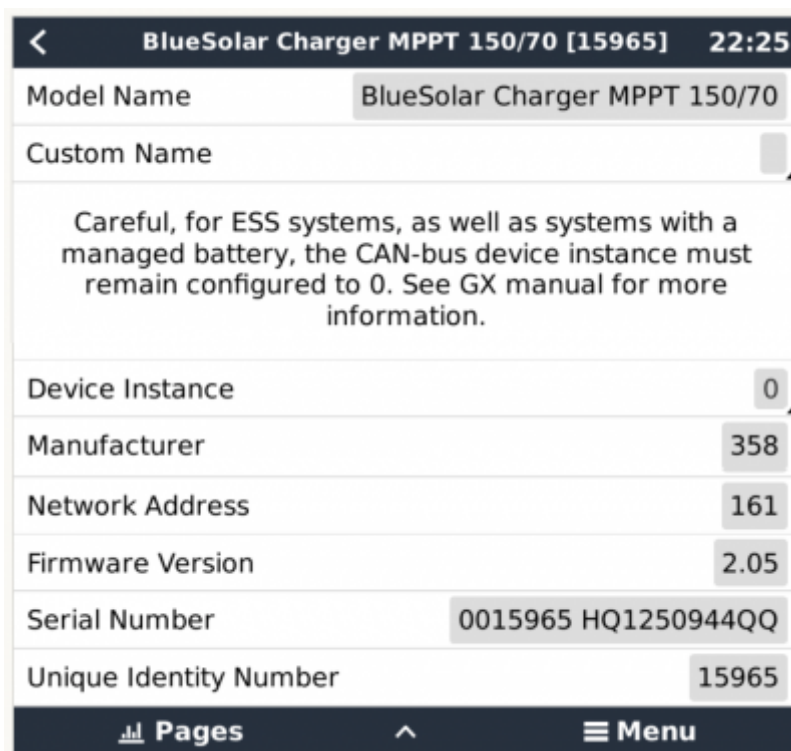 BlueSolar Charger MPPT 150/70 [15965] 22:25
Model Name BlueSolar Charger MPPT 150/70
Custom Name
Careful, for ESS systems, as well as systems with a
managed battery, the CAN-bus device instance must
remain configured to 0. See GX manual for more
information.
Device Instance 0
Manufacturer 358
Network Address 161
Firmware Version 2.05
Serial Number 0015965 HQ1250944QQ
Unique Identity Number 15965
Pages Menu